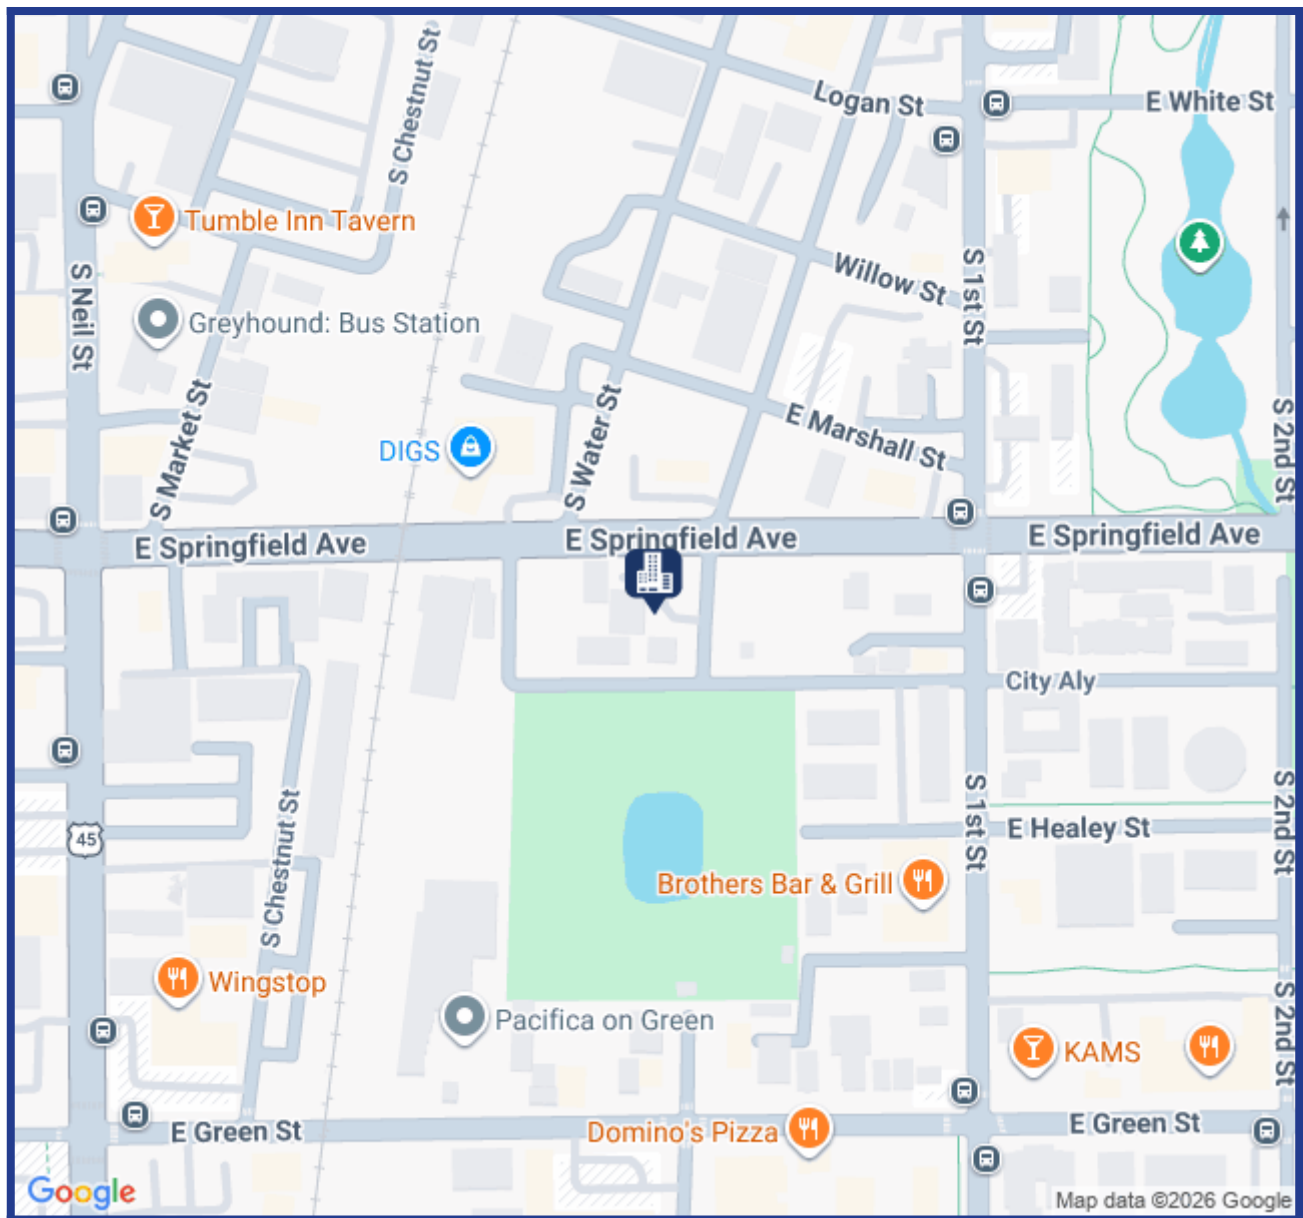 S Chestnut St
Logan St
E White St
Tumble Inn Tavern
S Neil St
Willow St
S 1st St
Greyhound: Bus Station
S Market St
DIGS
S Water St
E Marshall St
S 2nd St
E Springfield Ave
E Springfield Ave
E Springfield Ave
City Aly
45
S Chestnut St
S 1st St
E Healey St
S 2nd St
Brothers Bar & Grill
Wingstop
Pacifica on Green
KAMS
S 2nd St
E Green St
Domino's Pizza
E Green St
Google
Map data ©2026 Google